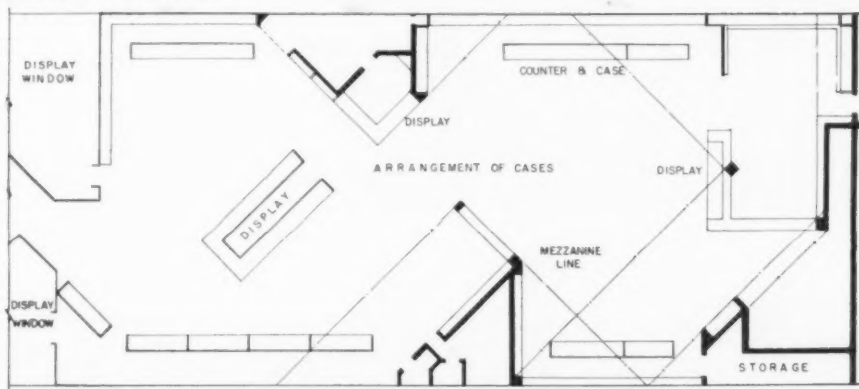 DISPLAY
WINDOW
COUNTER & CASE
DISPLAY
ARRANGEMENT OF CASES
DISPLAY
DISPLAY
MEZZANINE
LINE
DISPLAY
WINDOW
STORAGE